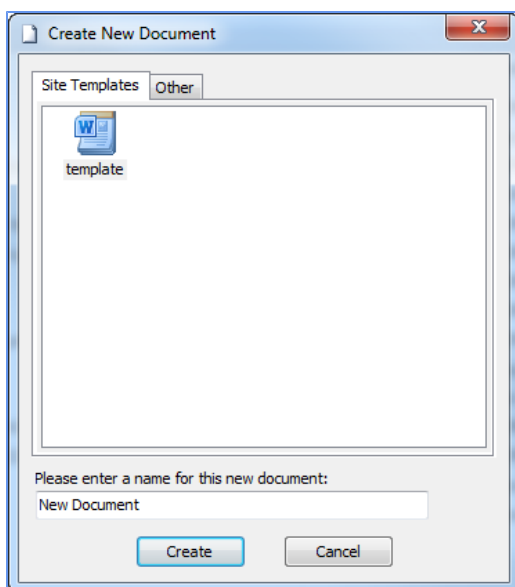 Create New Document
Site Templates Other
W
template
Please enter a name for this new document:
New Document
Create Cancel